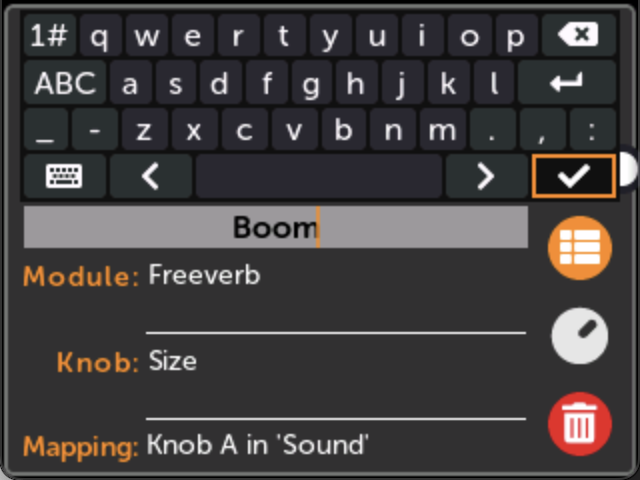 1# q w e r t y u i o p
ABC a s d f g h j k l
_ - z x c v b n m . , :
Boom
Module: Freeverb
Knob: Size
Mapping: Knob A in 'Sound'